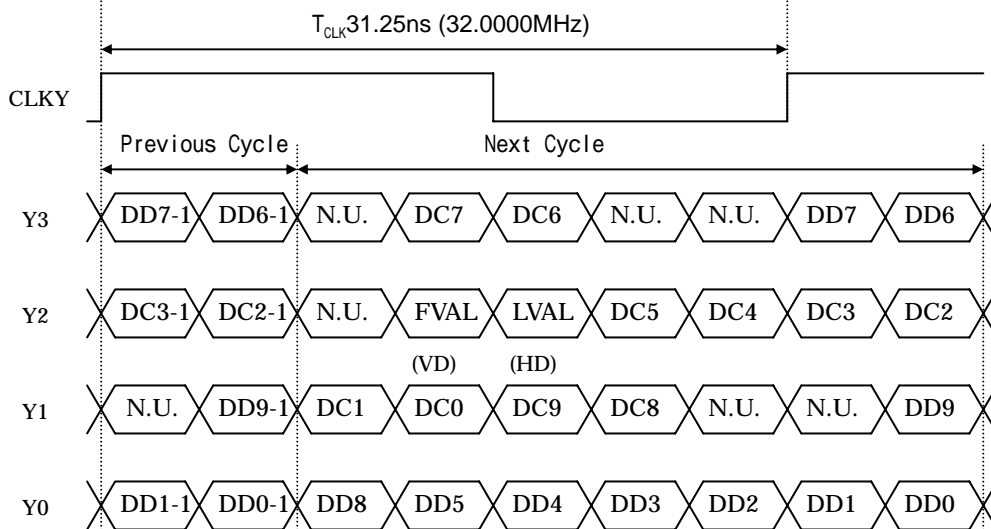 TCLK31.25ns (32.0000MHz)
CLKY
Previous Cycle Next Cycle
Y3 DD7-1 DD6-1 N.U. DC7 DC6 N.U. N.U. DD7 DD6
Y2 DC3-1 DC2-1 N.U. FVAL LVAL DC5 DC4 DC3 DC2
(VD) (HD)
Y1 N.U. DD9-1 DC1 DC0 DC9 DC8 N.U. N.U. DD9
Y0 DD1-1 DD0-1 DD8 DD5 DD4 DD3 DD2 DD1 DD0